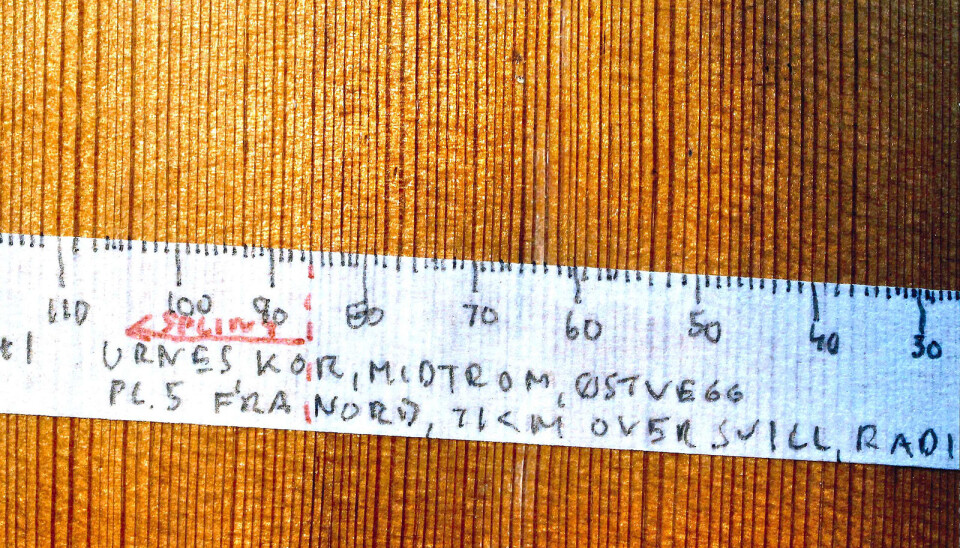 110 100 90 80 70 60 50 40 30
SPLINT
URNES KOR, MIDTROM, ØSTVEGG
PL. 5 FRA NORD, 71 CM OVER SVILL, RADI